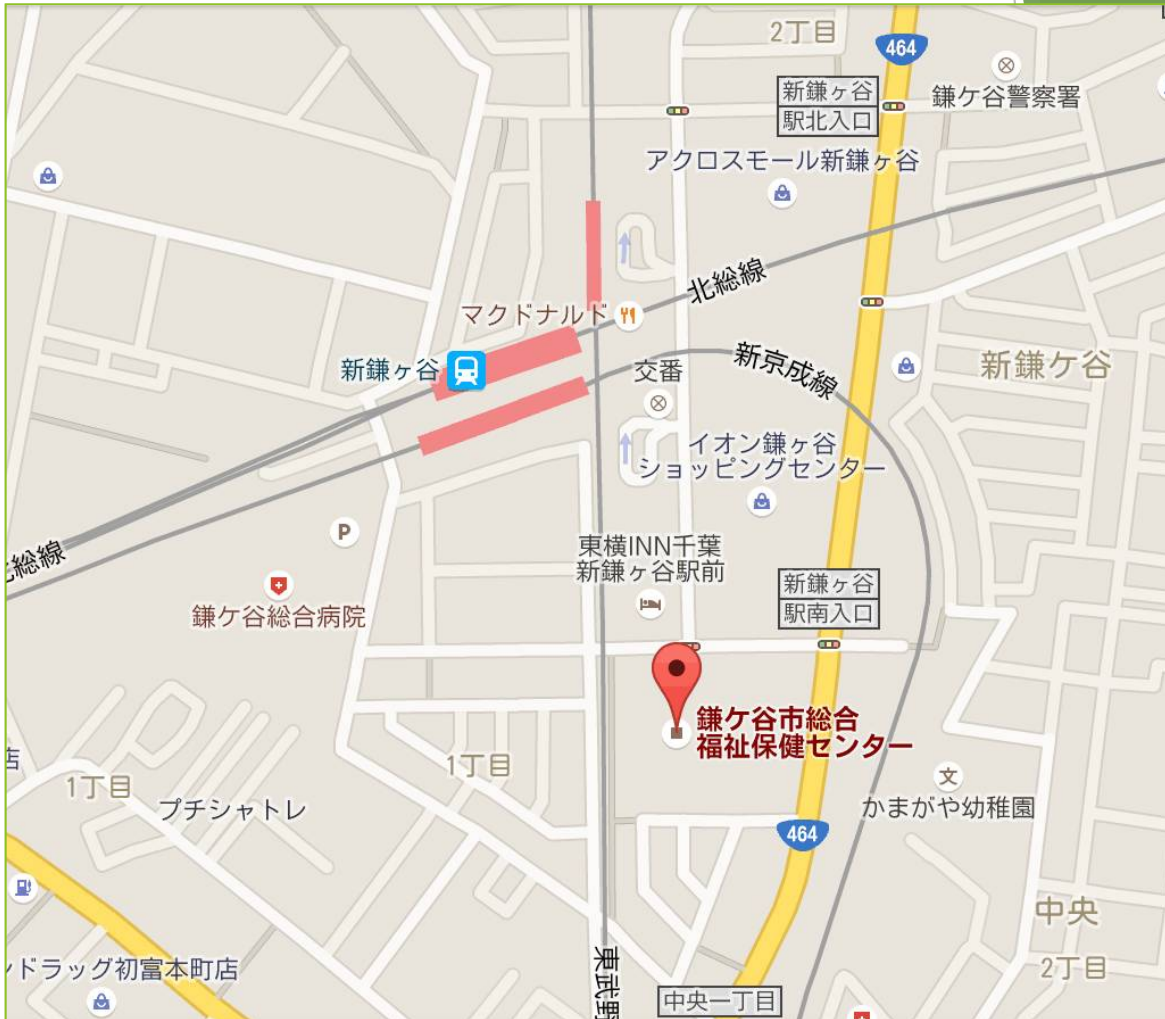 2丁目
464
新鎌ヶ谷
駅北入口
鎌ケ谷警察署
アクロスモール新鎌ヶ谷
北総線
マクドナルド
新鎌ヶ谷
新京成線
交番
新鎌ケ谷
イオン鎌ヶ谷
ショッピングセンター
P
東横INN千葉
新鎌ヶ谷駅前
総線
新鎌ヶ谷
駅南入口
鎌ケ谷総合病院
鎌ケ谷市総合
福祉保健センター
店
1丁目
1丁目
プチシャトレ
文
かまがや幼稚園
464
中央
2丁目
ドラッグ初富本町店
東武野
中央一丁目